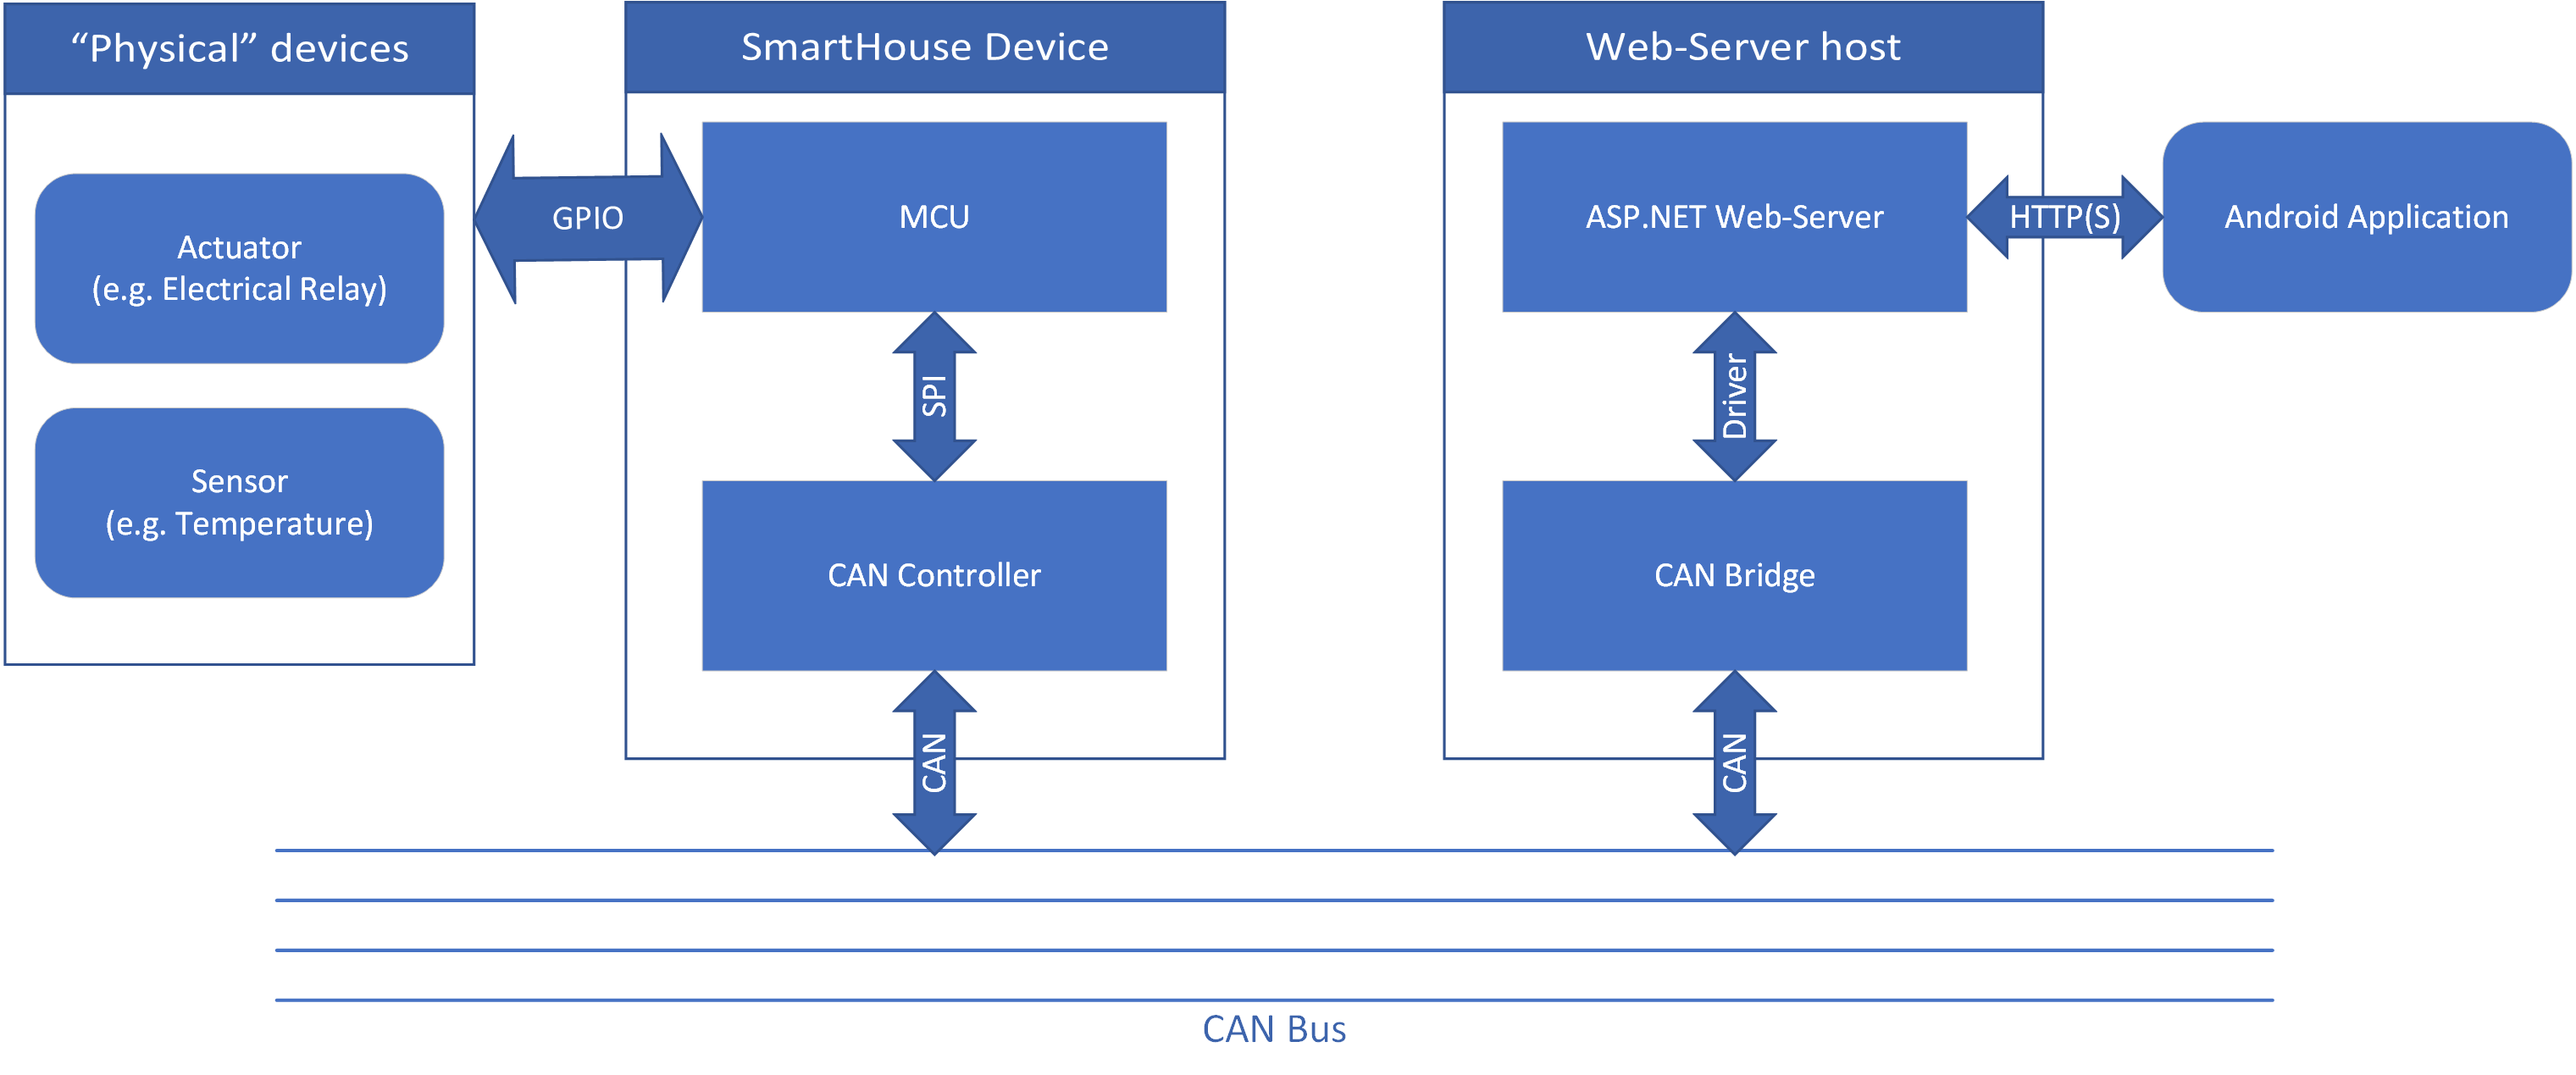 “Physical” devices
Actuator
(e.g. Electrical Relay)
Sensor
(e.g. Temperature)
GPIO
SmartHouse Device
MCU
SPI
CAN Controller
CAN
Web-Server host
ASP.NET Web-Server
Driver
CAN Bridge
CAN
HTTP(S)
Android Application
CAN Bus